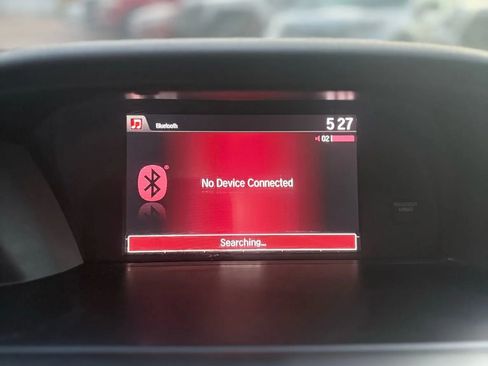 Bluetooth
5 27
02
No Device Connected
Searching...